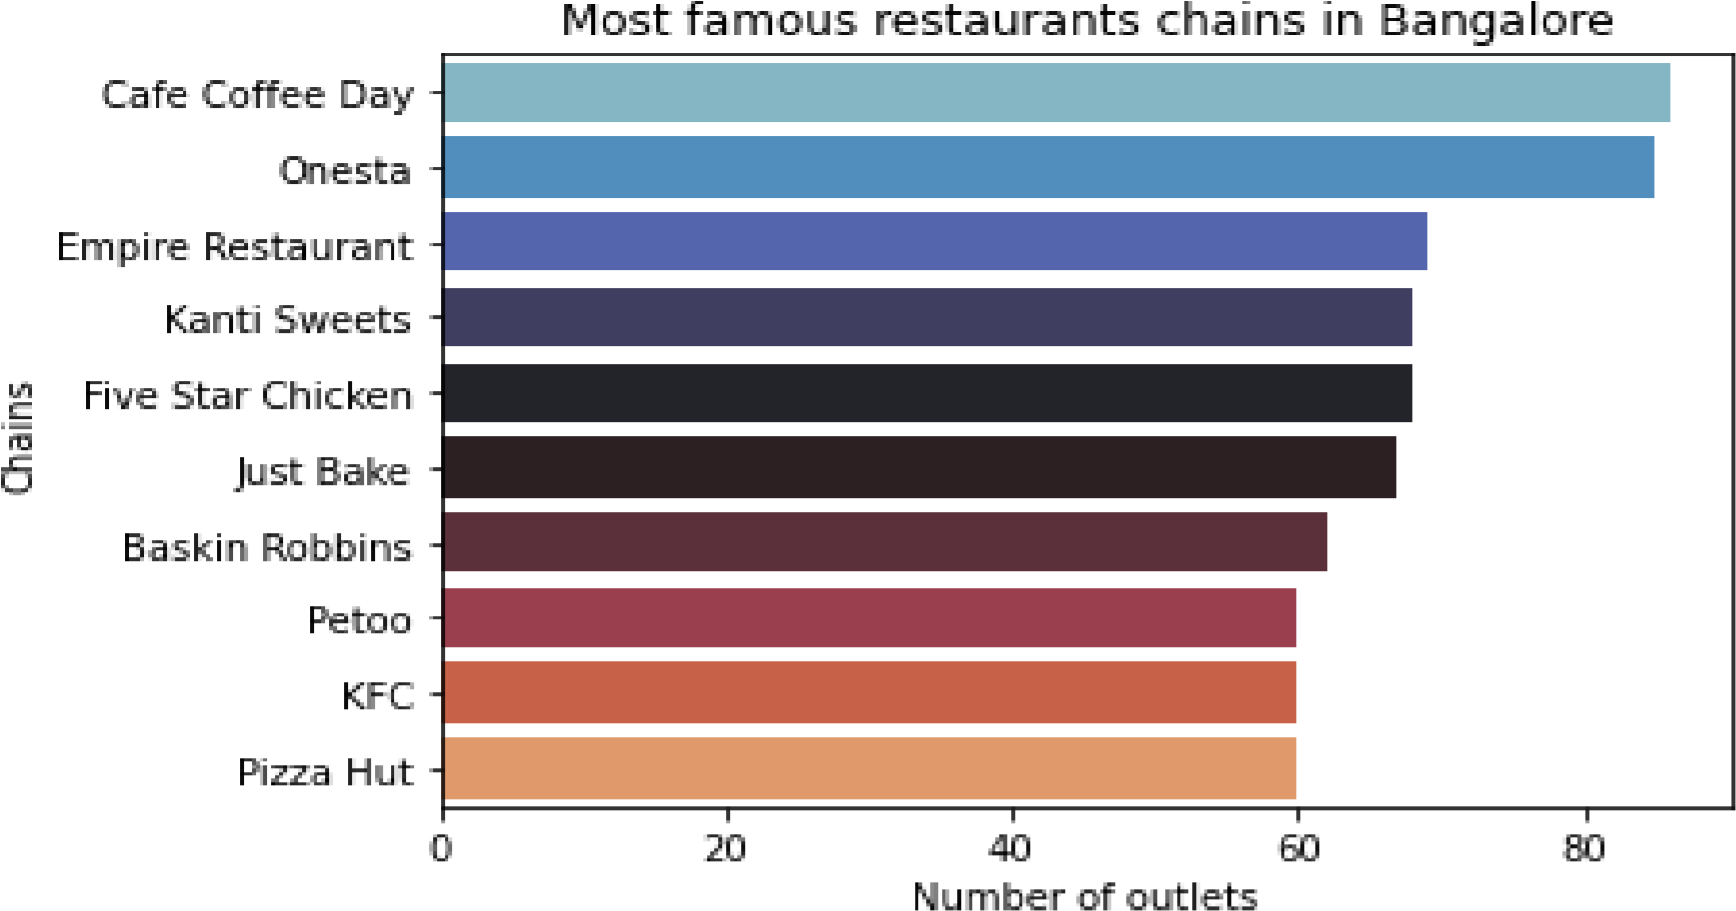 Most famous restaurants chains in Bangalore
Cafe Coffee Day
Onesta
Empire Restaurant
Kanti Sweets
Five Star Chicken
Just Bake
Baskin Robbins
Petoo
KFC
Pizza Hut
Chains
0 20 40 60 80
Number of outlets